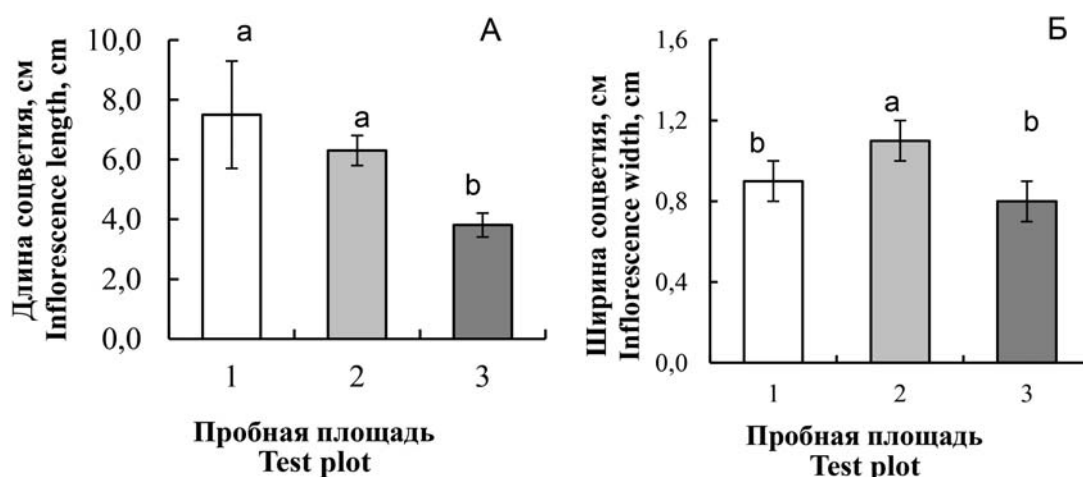 Длина соцветия, см
Inflorescence length, cm
10,0
8,0
6,0
4,0
2,0
0,0
a
a
b
А
1
2
3
Пробная площадь
Test plot
Ширина соцветия, см
Inflorescence width, cm
1,6
1,2
0,8
0,4
0,0
b
a
b
Б
1
2
3
Пробная площадь
Test plot